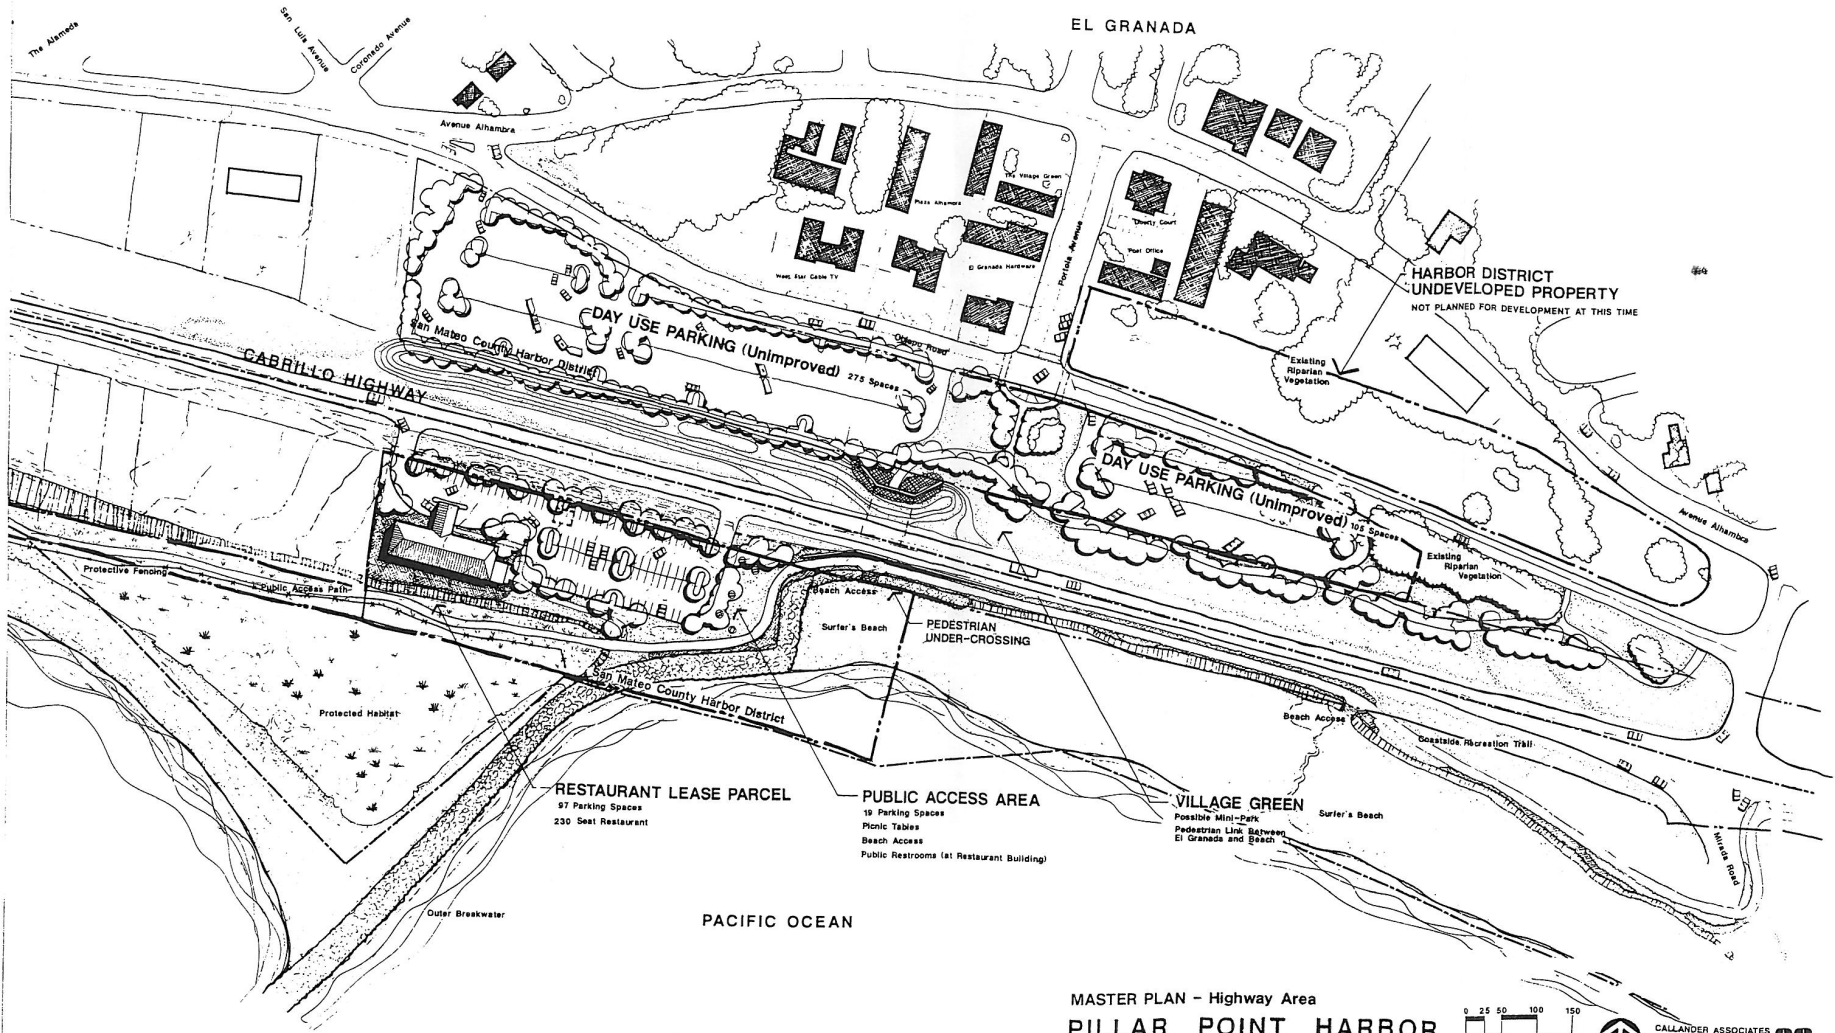 EL GRANADA
The Alameda
San Luis Avenue
Coronado Avenue
Avenue Alhambra
The Village Green
Plaza Alhambra
Liberty Court
Post Office
Portola Avenue
El Granada Hardware
West Star Cable TV
HARBOR DISTRICT
UNDEVELOPED PROPERTY
NOT PLANNED FOR DEVELOPMENT AT THIS TIME
Existing
Riparian
Vegetation
DAY USE PARKING (Unimproved) 275 Spaces
San Mateo County Harbor District
Road
CABRILLO HIGHWAY
DAY USE PARKING (Unimproved) 105 Spaces
Existing
Riparian
Vegetation
Avenue Alhambra
Protective Fencing
Public Access Path
Beach Access
Surfer's Beach
PEDESTRIAN
UNDER-CROSSING
San Mateo County Harbor District
Protected Habitat
Beach Access
Coastside Recreation Trail
RESTAURANT LEASE PARCEL
97 Parking Spaces
230 Seat Restaurant
PUBLIC ACCESS AREA
19 Parking Spaces
Picnic Tables
Beach Access
Public Restrooms (at Restaurant Building)
VILLAGE GREEN
Possible Mini-Park
Pedestrian Link Between
El Granada and Beach
Surfer's Beach
Mirada Road
Outer Breakwater
PACIFIC OCEAN
MASTER PLAN - Highway Area
PILLAR POINT HARBOR
0 25 50 100 150
CALLANDER ASSOCIATES